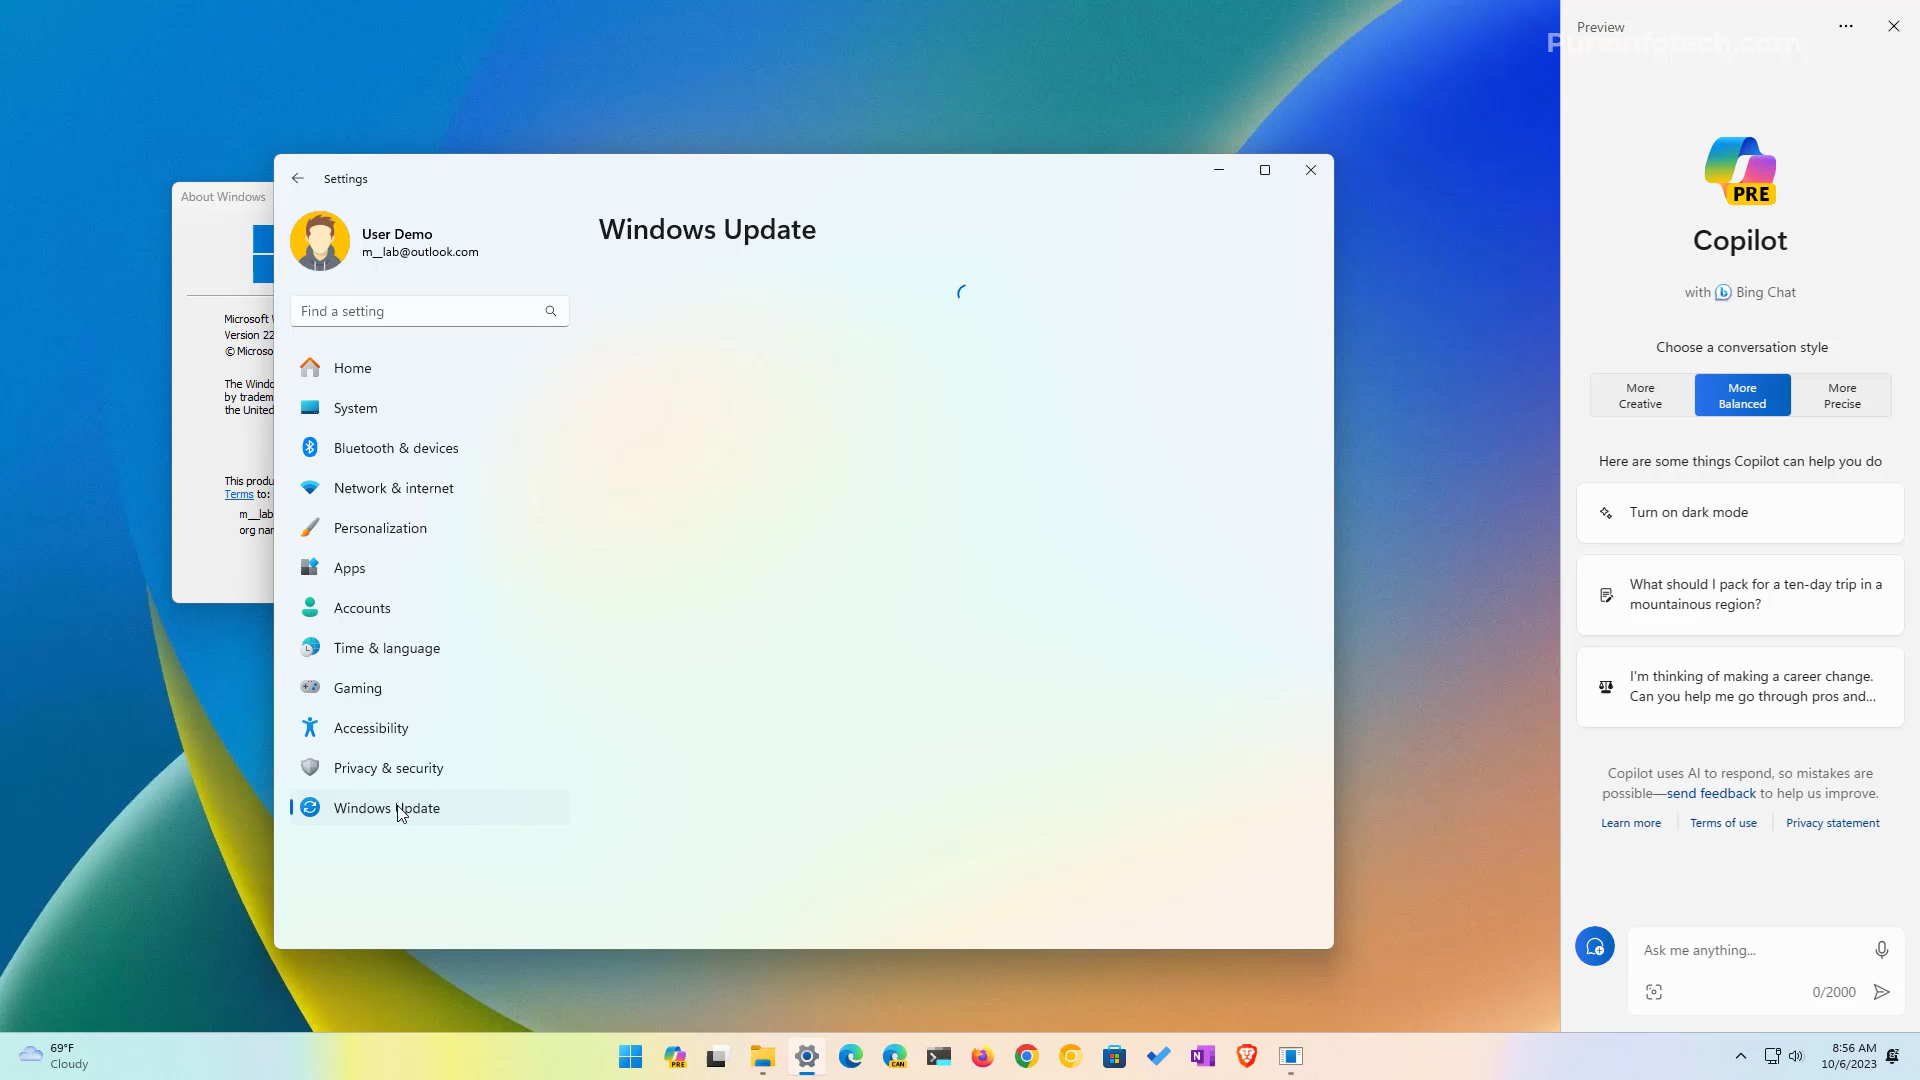 Preview
Pureinfotech.com
Settings
About Windows
User Demo
m__lab@outlook.com
Windows Update
PRE
Copilot
with Bing Chat
Find a setting
Microsoft
Version 22
© Microso
Choose a conversation style
Home
More
Creative
More
Balanced
More
Precise
The Windo
by tradem
the United
System
Bluetooth & devices
Here are some things Copilot can help you do
This produ
Terms to:
m__lab
org nar
Network & internet
Turn on dark mode
Personalization
Apps
What should I pack for a ten-day trip in a
mountainous region?
Accounts
Time & language
I'm thinking of making a career change.
Can you help me go through pros and...
Gaming
Accessibility
Privacy & security
Copilot uses AI to respond, so mistakes are
possible—send feedback to help us improve.
Windows Update
Learn more
Terms of use
Privacy statement
Ask me anything...
0/2000
69°F
Cloudy
PRE
CAN
8:56 AM
10/6/2023